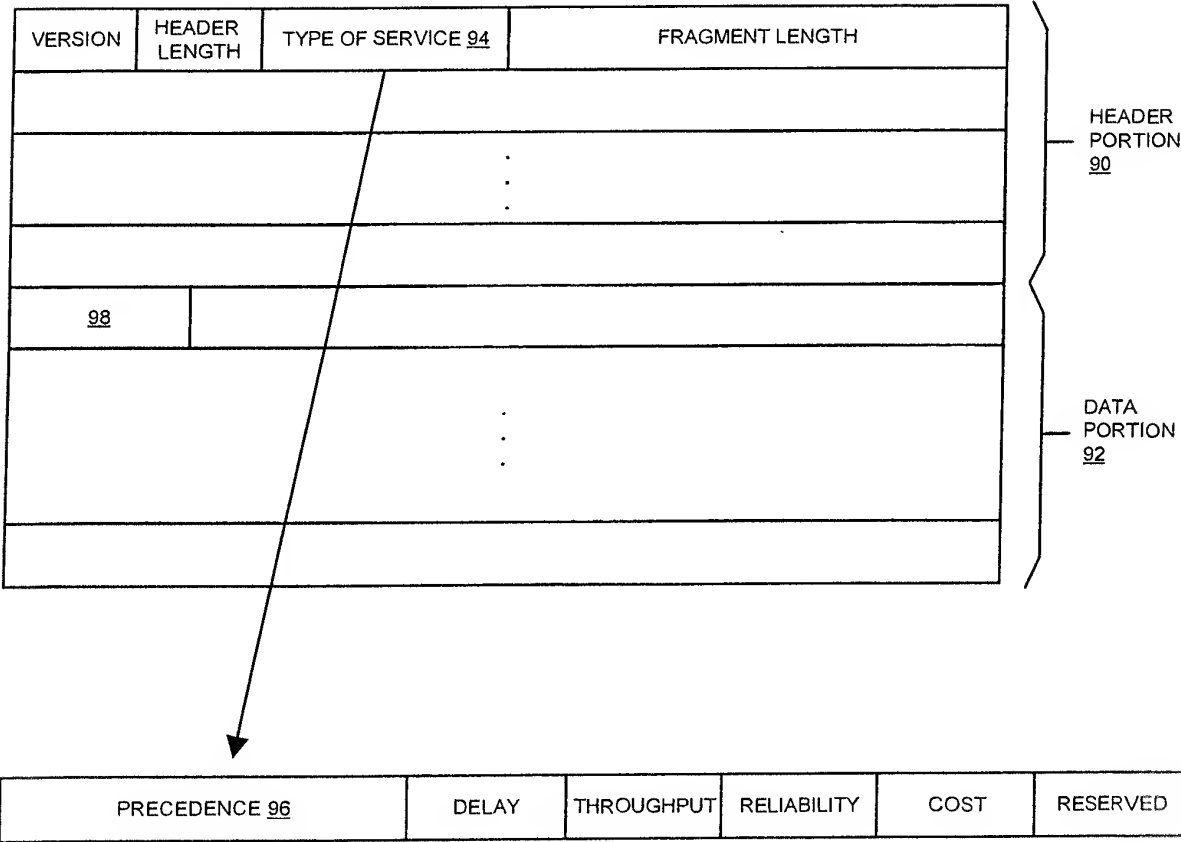 VERSION
HEADER
LENGTH
TYPE OF SERVICE 94
FRAGMENT LENGTH
HEADER
PORTION
90
98
DATA
PORTION
92
PRECEDENCE 96
DELAY
THROUGHPUT
RELIABILITY
COST
RESERVED